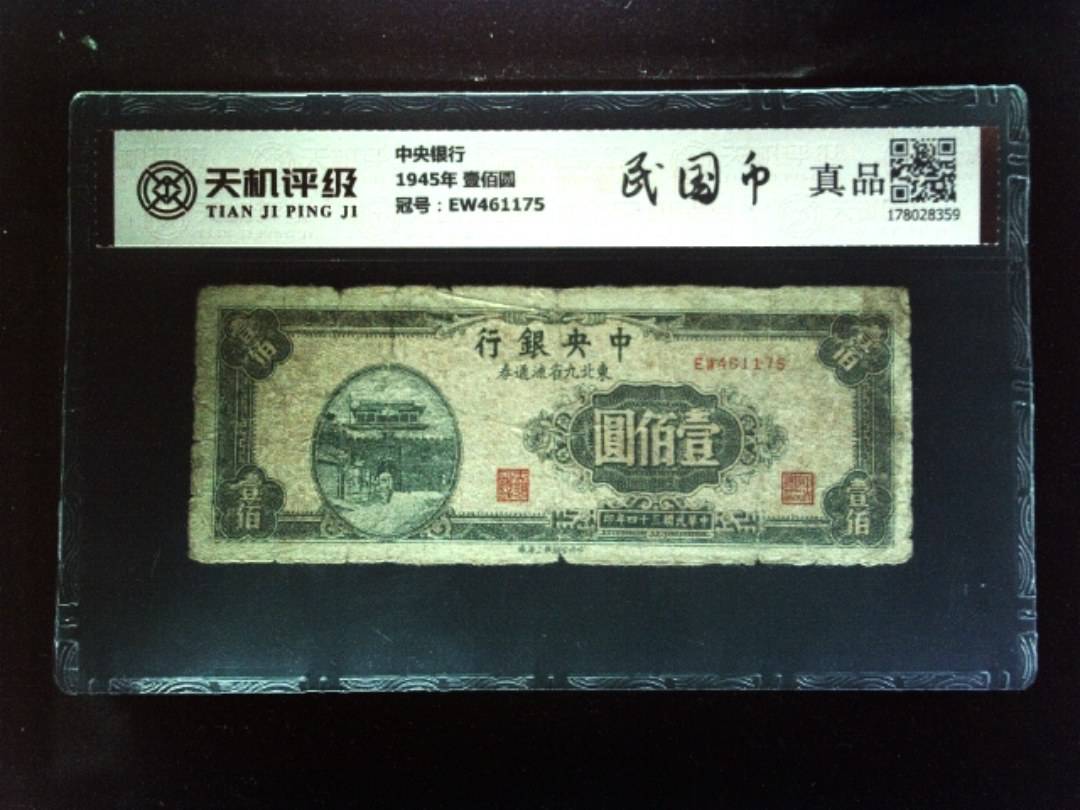 天机评级
TIAN JI PING JI
中央银行
1945年 壹佰圆
冠号：EW461175
民国币
真品
178028359
行銀央中
券通流省九北東
EW461175
壹佰
壹佰
圓佰壹
壹佰
壹佰
印年四十三國民華中